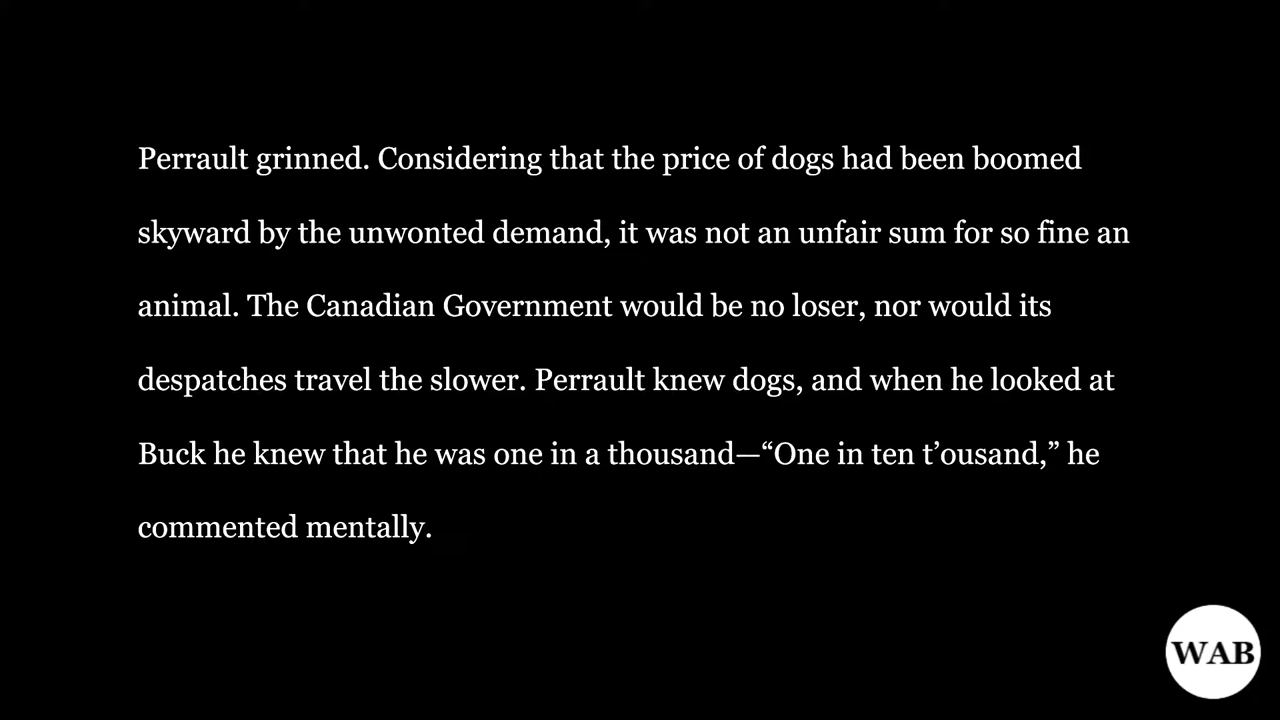 Perrault grinned. Considering that the price of dogs had been boomed
skyward by the unwonted demand, it was not an unfair sum for so fine an
animal. The Canadian Government would be no loser, nor would its
despatches travel the slower. Perrault knew dogs, and when he looked at
Buck he knew that he was one in a thousand—“One in ten t’ousand,” he
commented mentally.
WAB